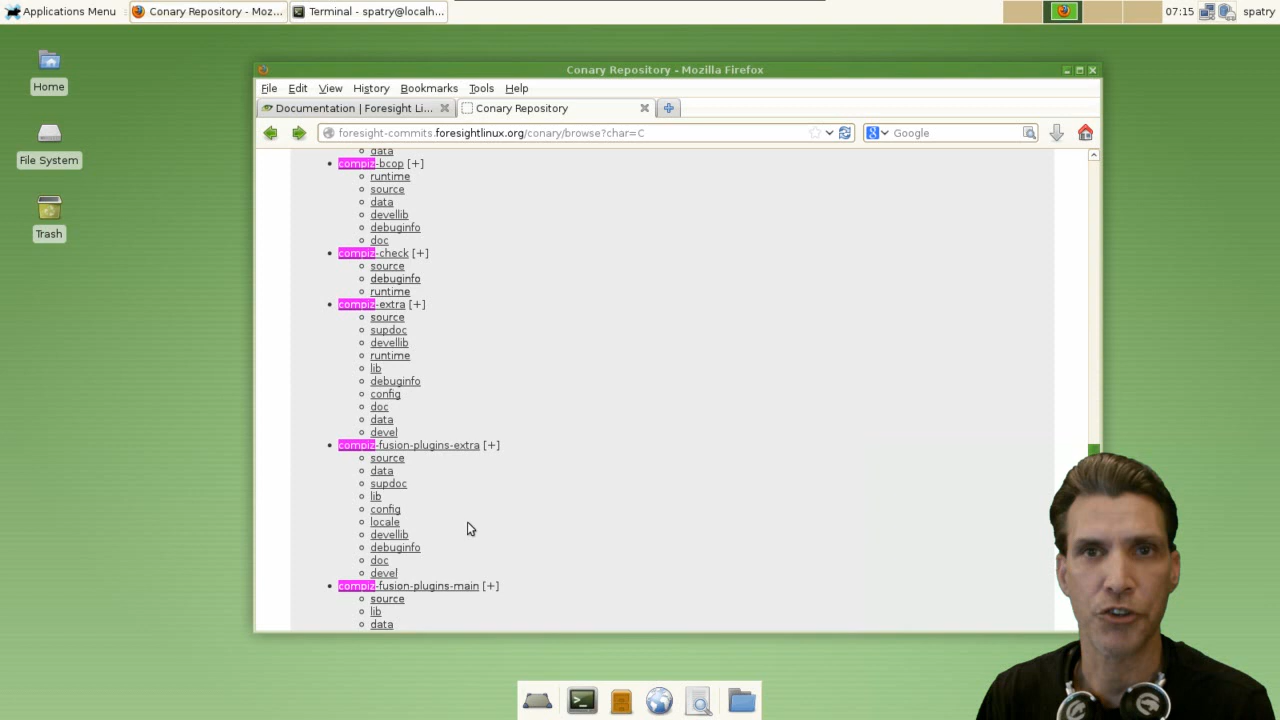 Applications Menu
Conary Repository - Moz...
Terminal - spatry@localh...
07:15
spatry
Home
File System
Trash
Conary Repository - Mozilla Firefox
File Edit View History Bookmarks Tools Help
Documentation | Foresight Li...
Conary Repository
foresight-commits.foresightlinux.org/conary/browse?char=C
Google
data
compiz-bcop [+]
runtime
source
data
devellib
debuginfo
doc
compiz-check [+]
source
debuginfo
runtime
compiz-extra [+]
source
supdoc
devellib
runtime
lib
debuginfo
config
doc
data
devel
compiz-fusion-plugins-extra [+]
source
data
supdoc
lib
config
locale
devellib
debuginfo
doc
devel
compiz-fusion-plugins-main [+]
source
lib
data